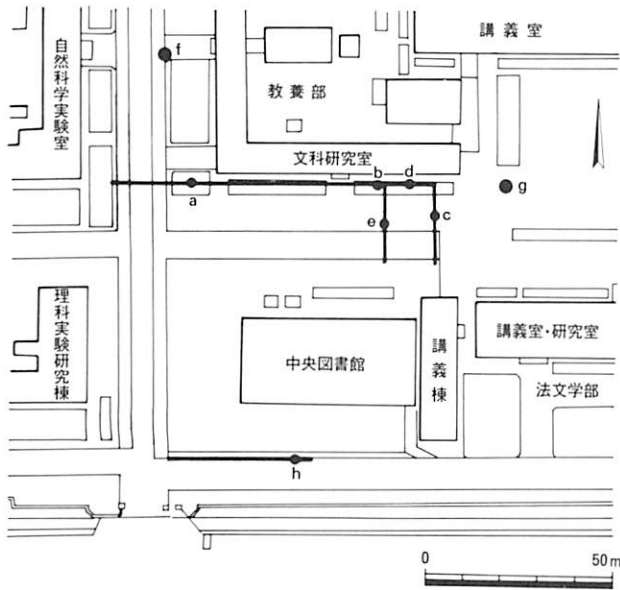 講義室
自然科学実験室
f
教養部
文科研究室
a
b
d
g
e
c
理科実験研究棟
中央図書館
講義棟
講義室・研究室
法文学部
h
0
50m